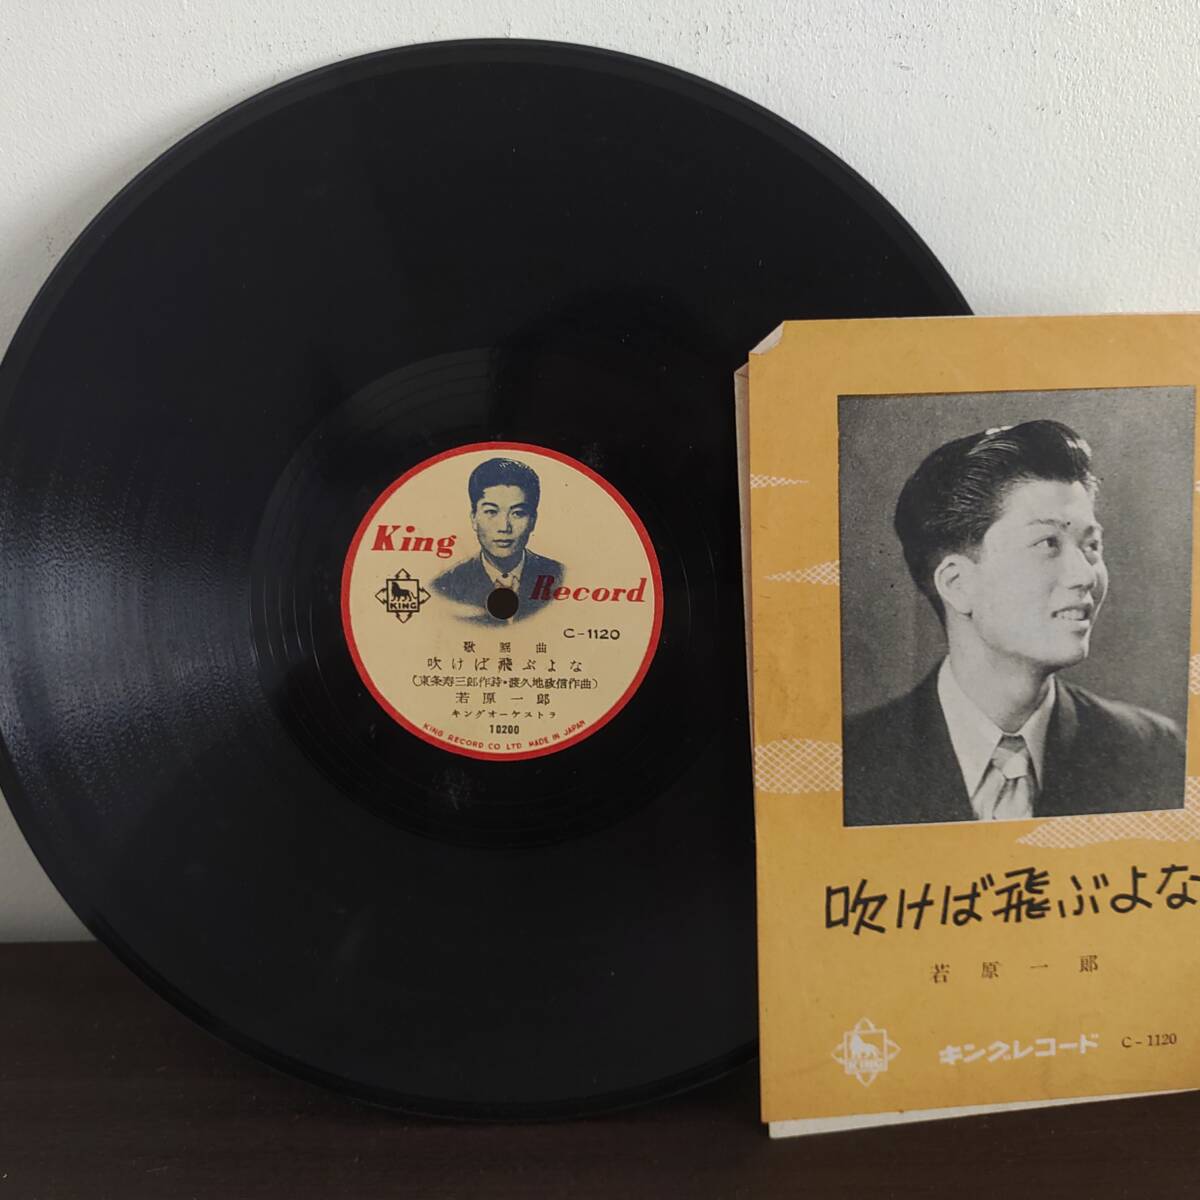 King
Record
KING
C-1120
歌謡曲
吹けば飛ぶよな
(東条寿三郎作詩・渡久地政信作曲)
若原一郎
キングオーケストラ
10200
KING RECORD CO LTD MADE IN JAPAN
吹けば飛ぶよな
若原一郎
KING
キングレコード C-1120